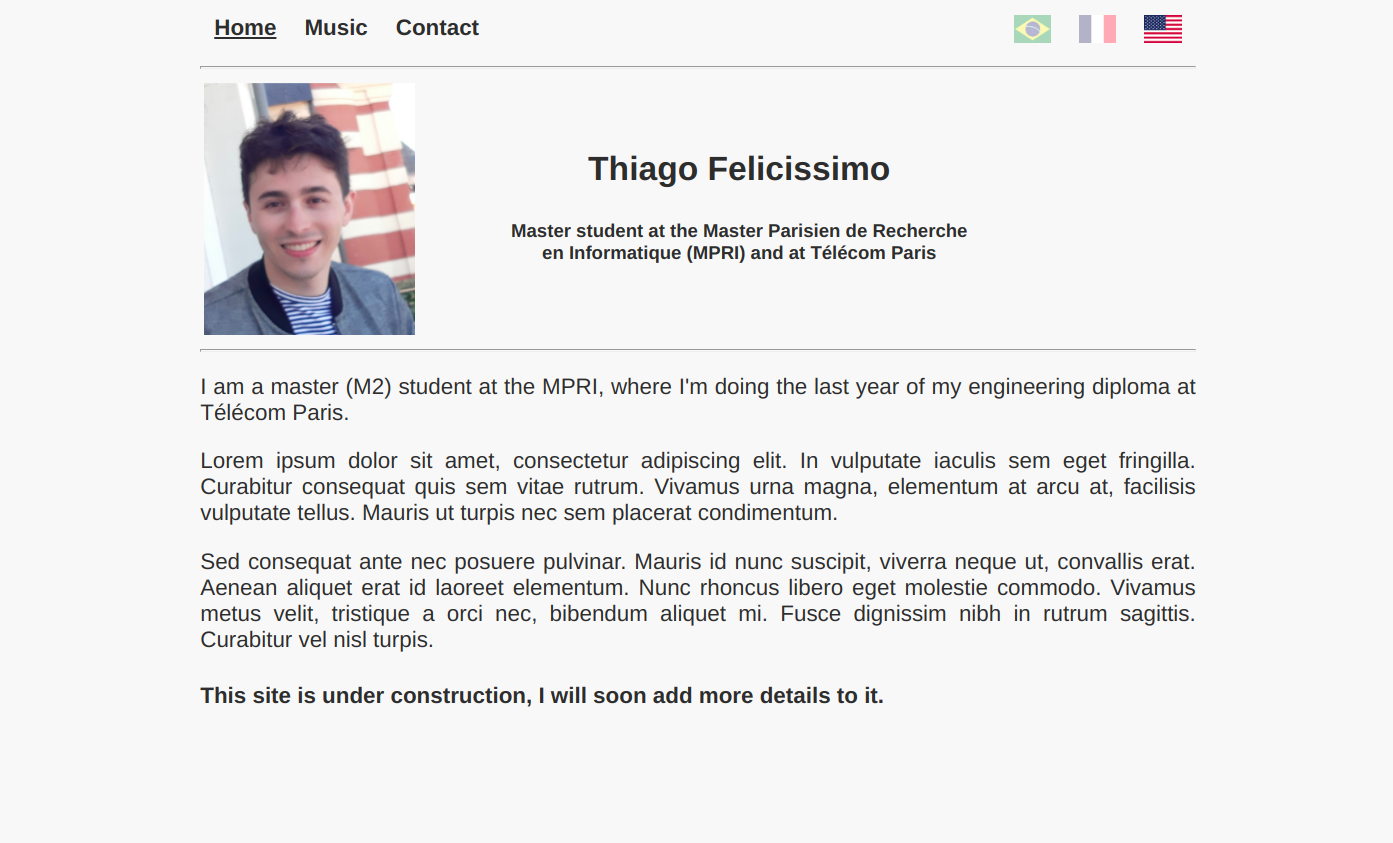 Home Music Contact
Thiago Felicissimo
Master student at the Master Parisien de Recherche
en Informatique (MPRI) and at Télécom Paris
I am a master (M2) student at the MPRI, where I'm doing the last year of my engineering diploma at
Télécom Paris.
Lorem ipsum dolor sit amet, consectetur adipiscing elit. In vulputate iaculis sem eget fringilla.
Curabitur consequat quis sem vitae rutrum. Vivamus urna magna, elementum at arcu at, facilisis
vulputate tellus. Mauris ut turpis nec sem placerat condimentum.
Sed consequat ante nec posuere pulvinar. Mauris id nunc suscipit, viverra neque ut, convallis erat.
Aenean aliquet erat id laoreet elementum. Nunc rhoncus libero eget molestie commodo. Vivamus
metus velit, tristique a orci nec, bibendum aliquet mi. Fusce dignissim nibh in rutrum sagittis.
Curabitur vel nisl turpis.
This site is under construction, I will soon add more details to it.